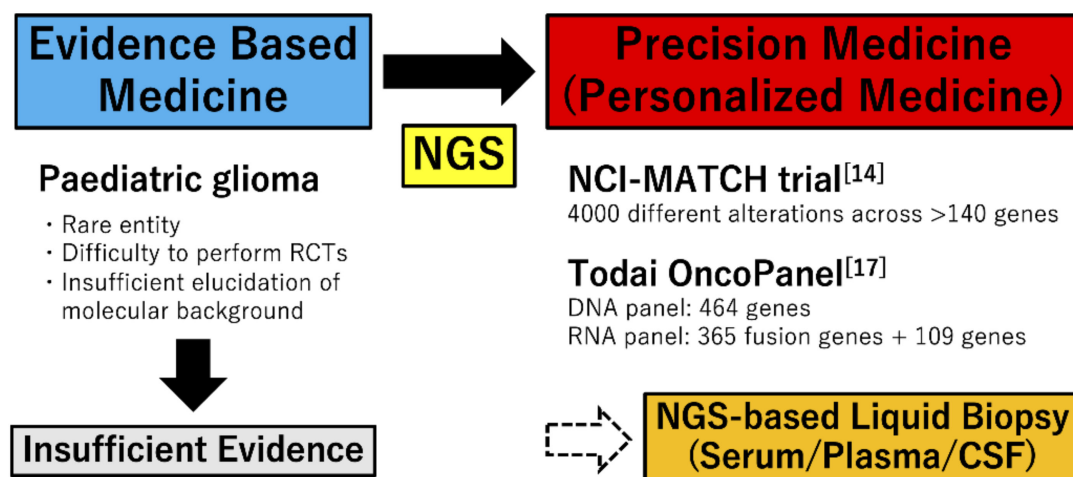 Evidence Based
Medicine
NGS
Precision Medicine
(Personalized Medicine)
Paediatric glioma
・Rare entity
・Difficulty to perform RCTs
・Insufficient elucidation of
molecular background
Insufficient Evidence
NCI-MATCH trial[14]
4000 different alterations across >140 genes
Todai OncoPanel[17]
DNA panel: 464 genes
RNA panel: 365 fusion genes + 109 genes
NGS-based Liquid Biopsy
(Serum/Plasma/CSF)